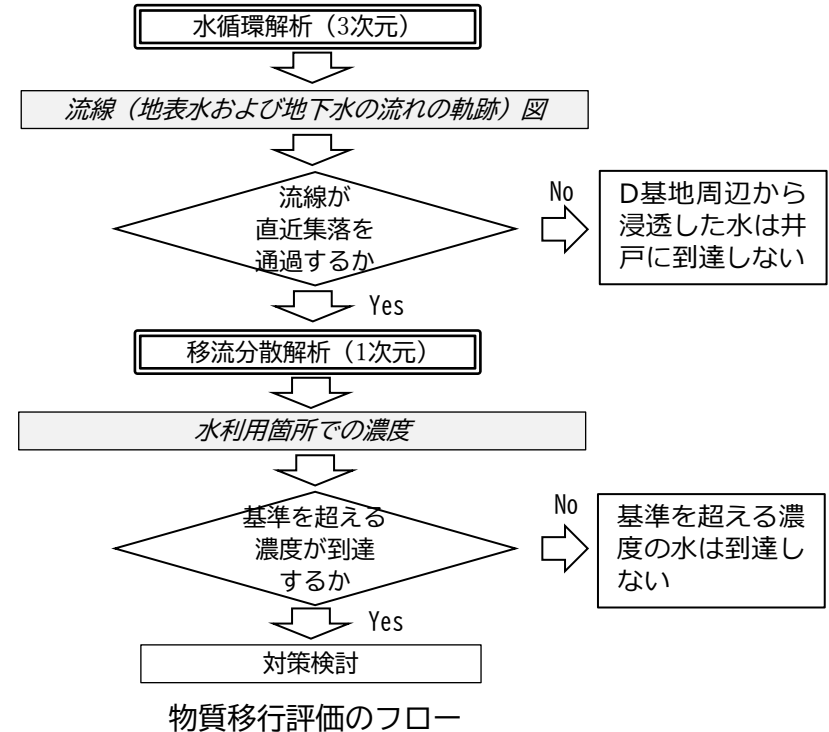 水循環解析（3次元）
流線（地表水および地下水の流れの軌跡）図
流線が
直近集落を
通過するか
No
D基地周辺から
浸透した水は井
戸に到達しない
Yes
移流分散解析（1次元）
水利用箇所での濃度
基準を超える
濃度が到達
するか
No
基準を超える濃
度の水は到達し
ない
Yes
対策検討
物質移行評価のフロー